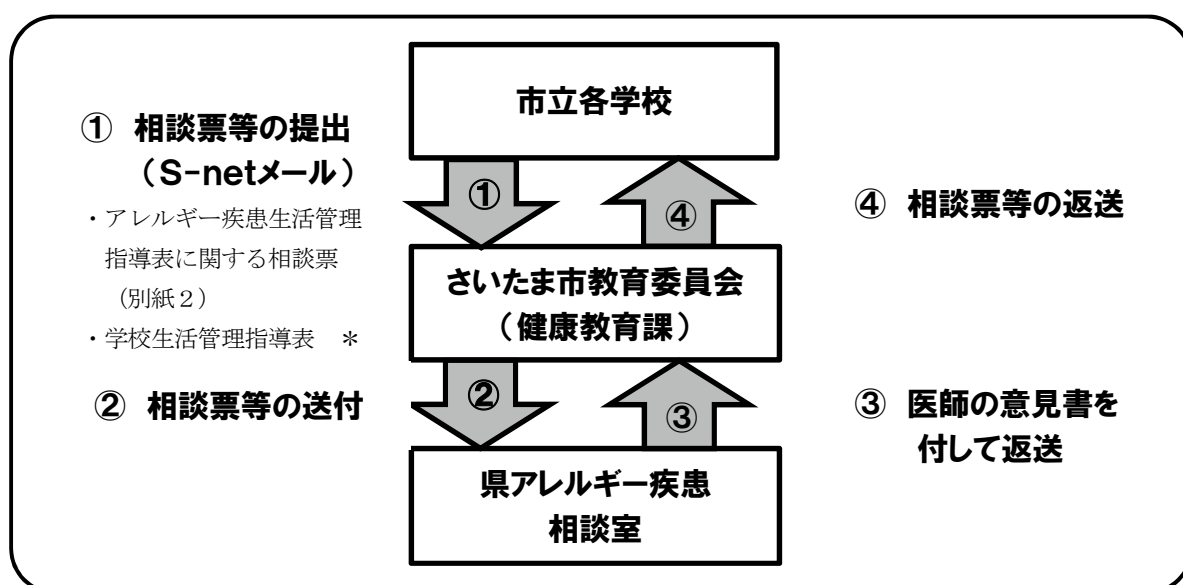 市立各学校
① 相談票等の提出
（S-netメール）
・アレルギー疾患生活管理
指導表に関する相談票
（別紙２）
・学校生活管理指導表　＊
①
④
④ 相談票等の返送
さいたま市教育委員会
（健康教育課）
② 相談票等の送付
②
③
③ 医師の意見書を
付して返送
県アレルギー疾患
相談室